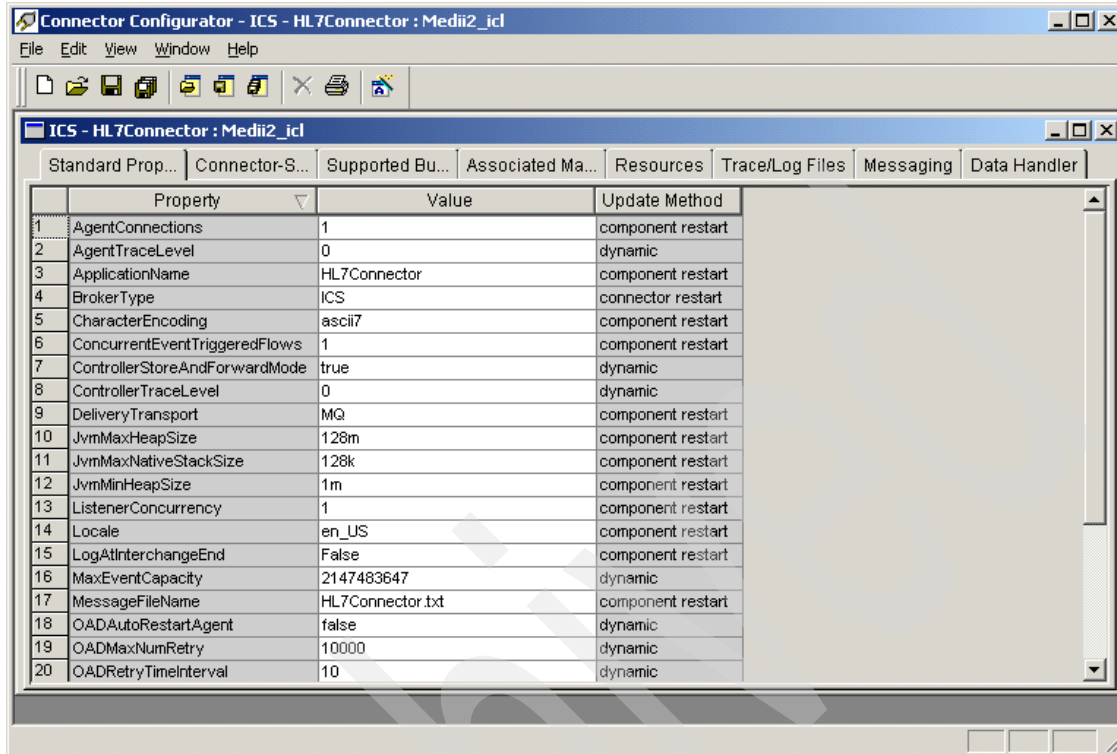 Connector Configurator - ICS - HL7Connector : Medii2_icl
File Edit View Window Help
ICS - HL7Connector : Medii2_icl
Standard Prop... Connector-S... Supported Bu... Associated Ma... Resources Trace/Log Files Messaging Data Handler
Property Value Update Method
1 AgentConnections 1 component restart
2 AgentTraceLevel 0 dynamic
3 ApplicationName HL7Connector component restart
4 BrokerType ICS connector restart
5 CharacterEncoding ascii7 component restart
6 ConcurrentEventTriggeredFlows 1 component restart
7 ControllerStoreAndForwardMode true dynamic
8 ControllerTraceLevel 0 dynamic
9 DeliveryTransport MQ component restart
10 JvmMaxHeapSize 128m component restart
11 JvmMaxNativeStackSize 128k component restart
12 JvmMinHeapSize 1m component restart
13 ListenerConcurrency 1 component restart
14 Locale en_US component restart
15 LogAtInterchangeEnd False component restart
16 MaxEventCapacity 2147483647 dynamic
17 MessageFileName HL7Connector.txt component restart
18 OADAutoRestartAgent false dynamic
19 OADMaxNumRetry 10000 dynamic
20 OADRetryTimeInterval 10 dynamic